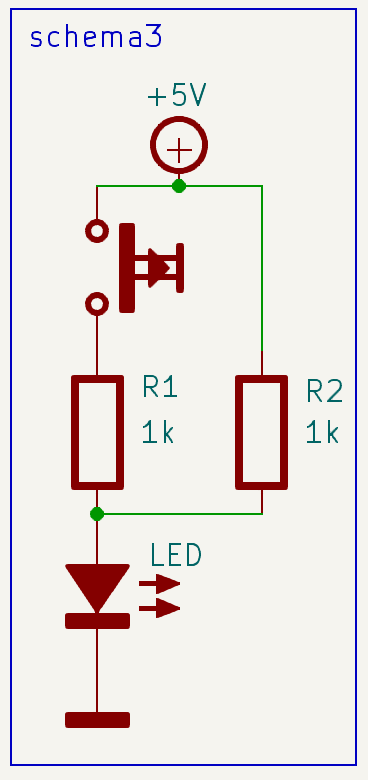 schema3
+5V
R1
1k
R2
1k
LED